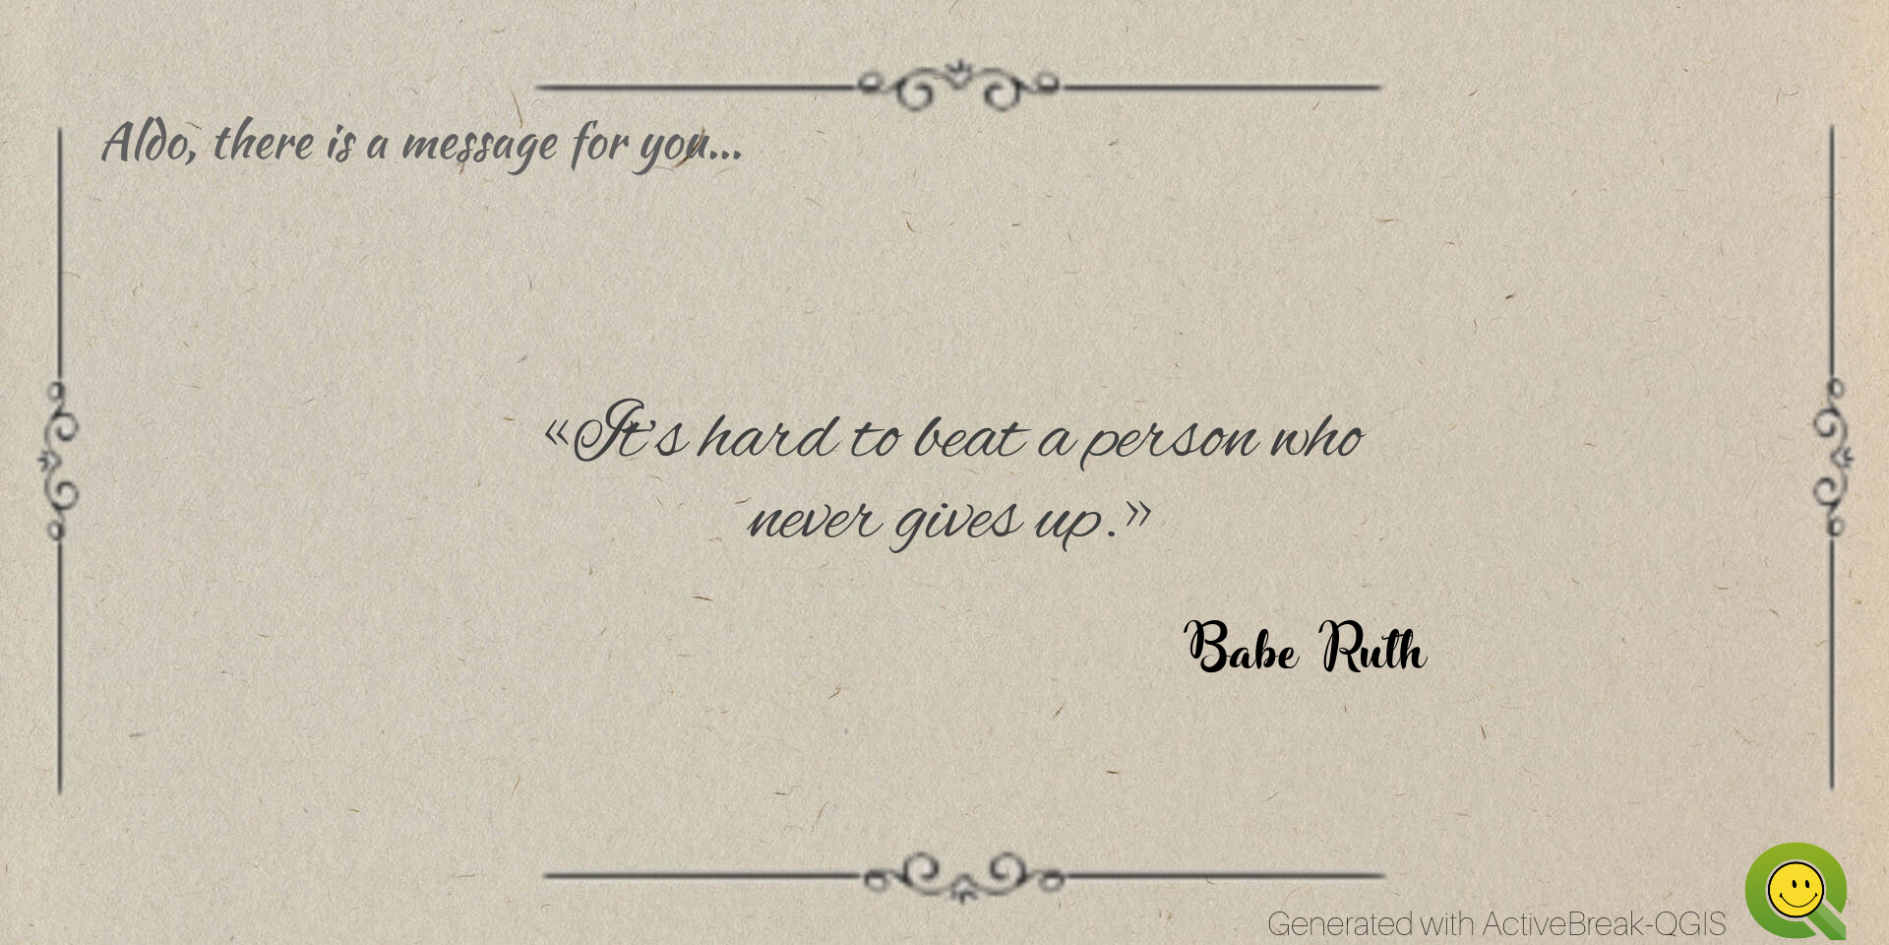 Aldo, there is a message for you...
«It's hard to beat a person who
never gives up.»
Babe Ruth
Generated with ActiveBreak-QGIS